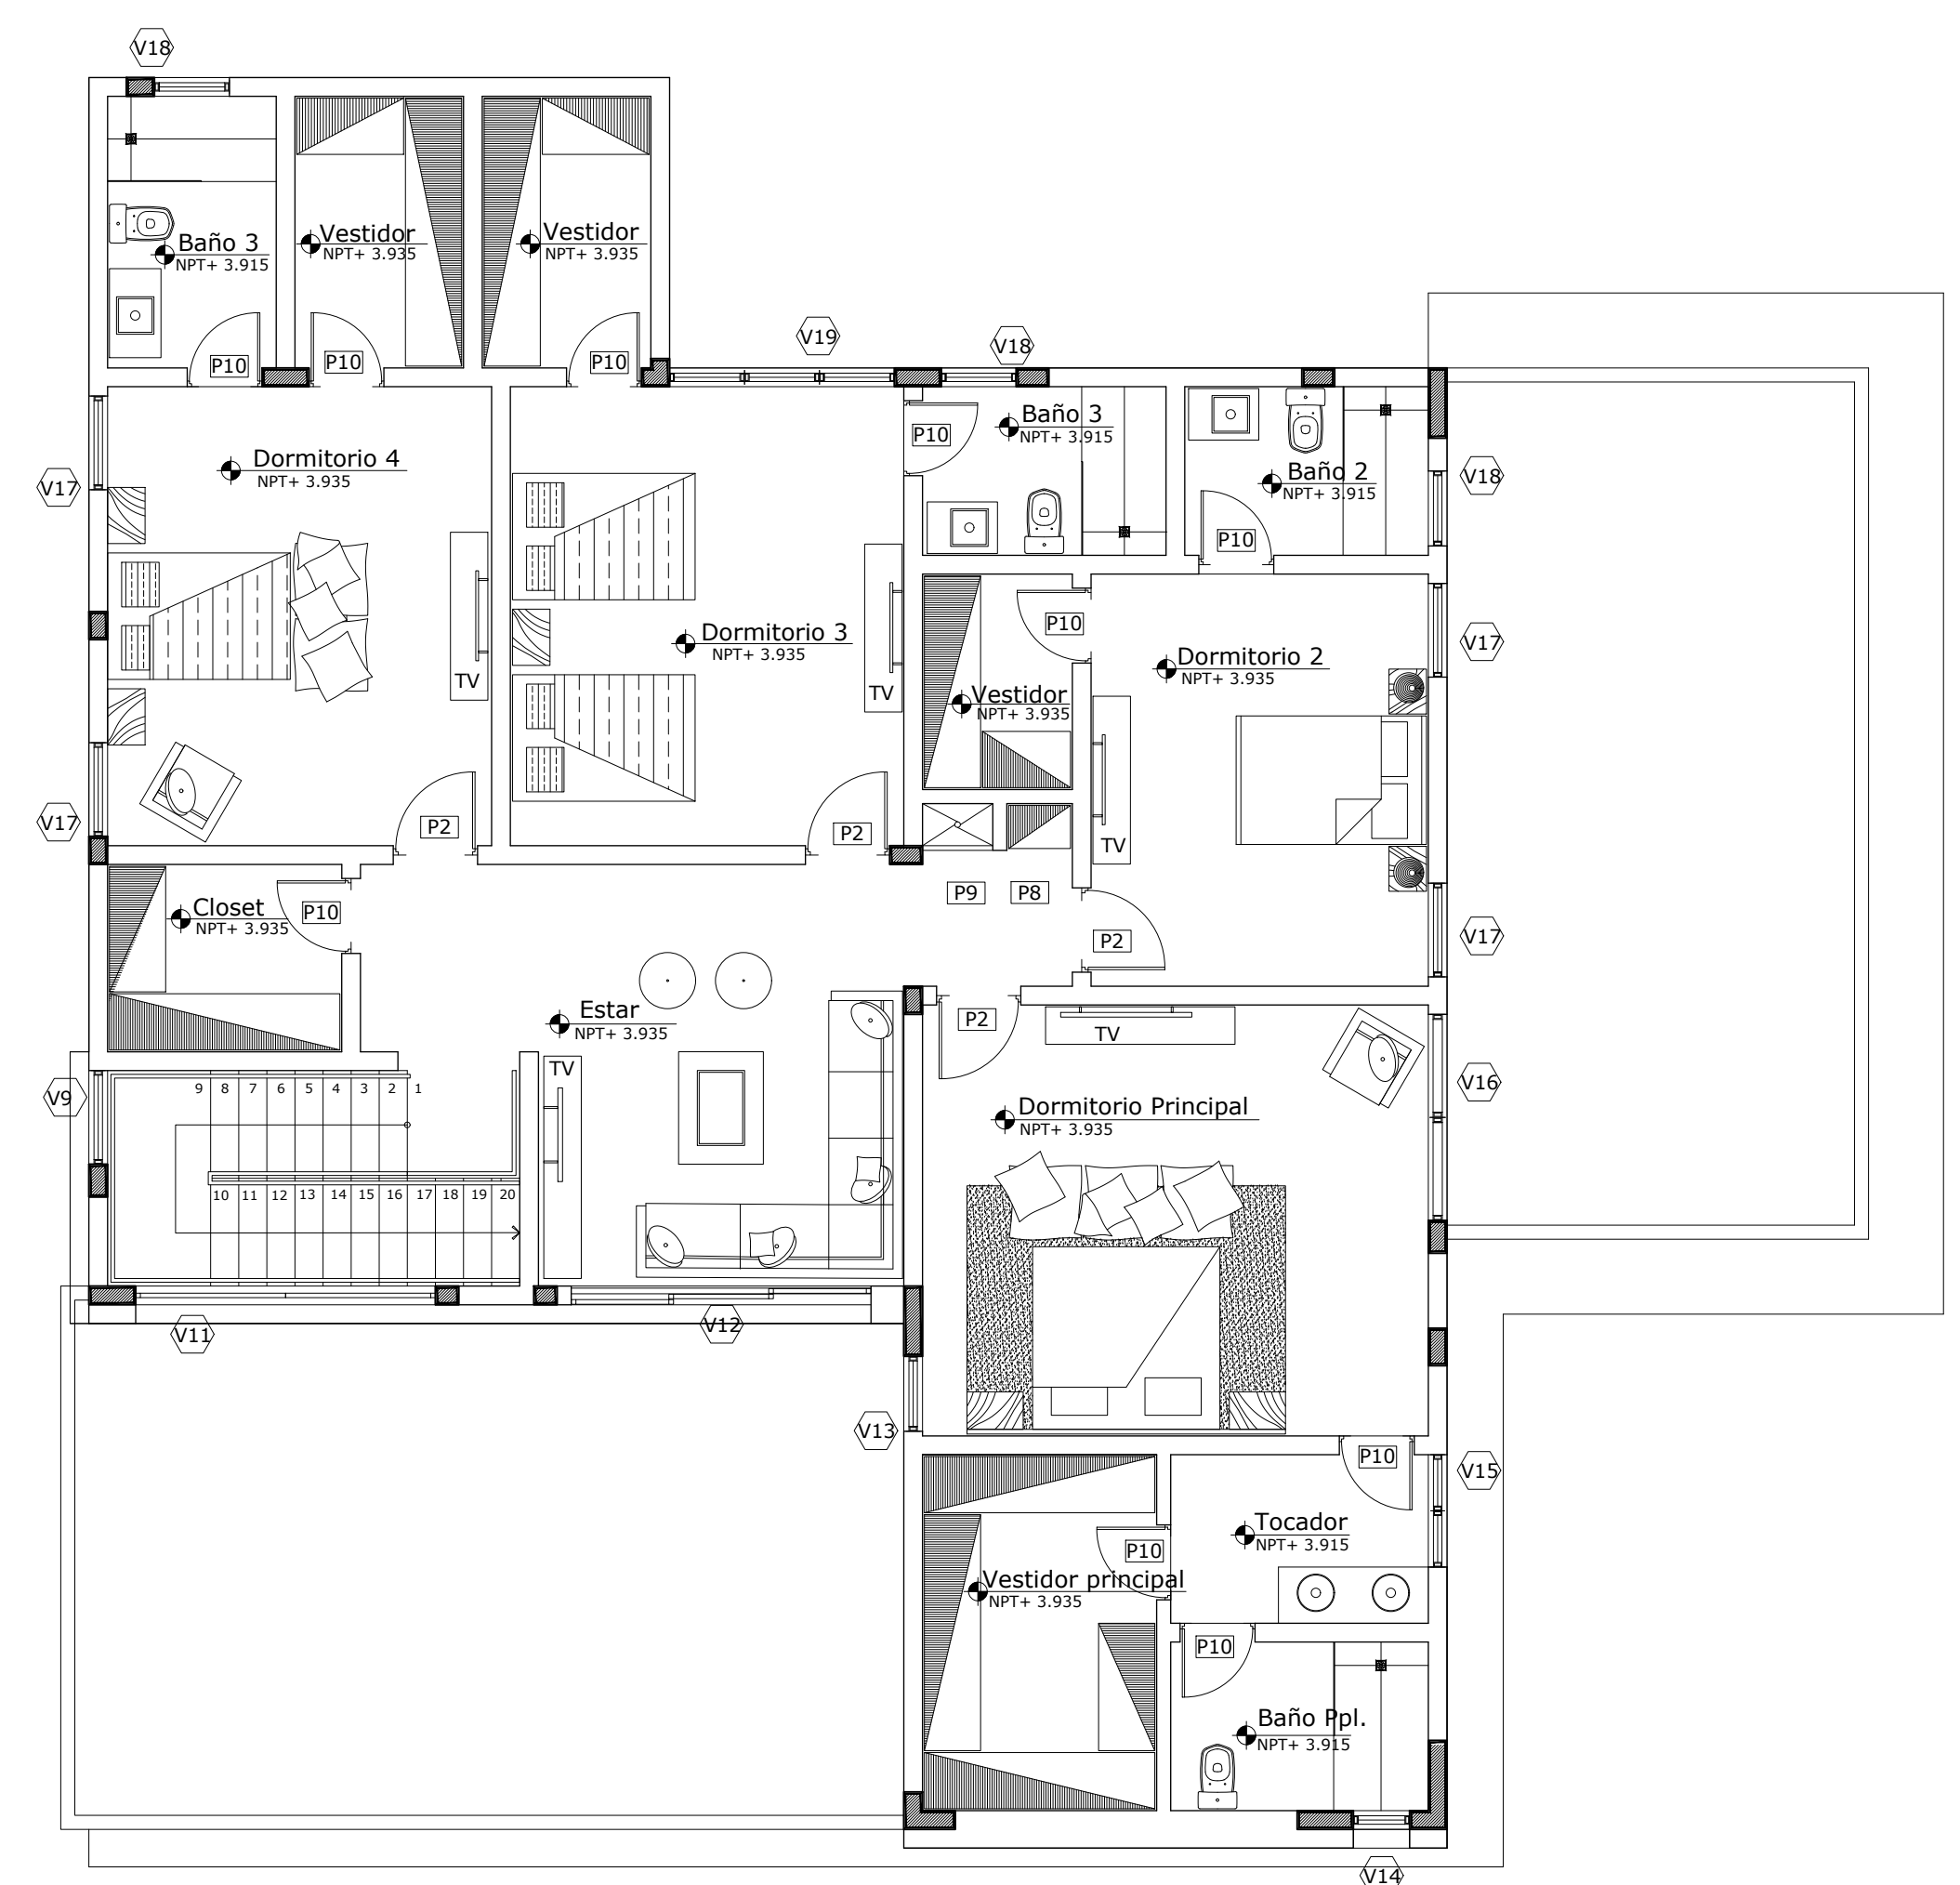 V18
Baño 3
NPT+ 3.915
Vestidor
NPT+ 3.935
Vestidor
NPT+ 3.935
P10
P10
P10
V19
V18
V17
Dormitorio 4
NPT+ 3.935
P10
Baño 3
NPT+ 3.915
Baño 2
NPT+ 3.915
V18
P10
TV
Dormitorio 3
NPT+ 3.935
TV
P10
Vestidor
NPT+ 3.935
Dormitorio 2
NPT+ 3.935
V17
V17
P2
P2
TV
Closet
NPT+ 3.935
P10
P9
P8
P2
V17
Estar
NPT+ 3.935
P2
TV
V9
9 8 7 6 5 4 3 2 1
TV
V16
Dormitorio Principal
NPT+ 3.935
10 11 12 13 14 15 16 17 18 19 20
V11
V12
V13
P10
V15
Tocador
NPT+ 3.915
P10
Vestidor principal
NPT+ 3.935
P10
Baño Ppl.
NPT+ 3.915
V14